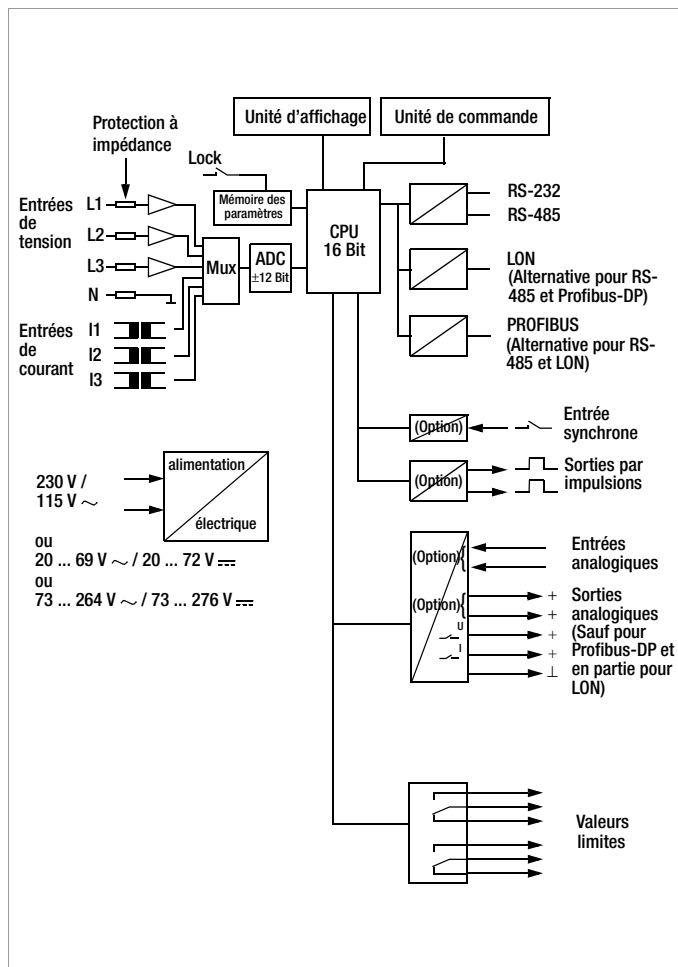 Unité d'affichage
Unité de commande
Protection à
impédance
Lock
Mémoire des
paramètres
CPU
16 Bit
RS-232
RS-485
Entrées
de
tension
L1
L2
L3
N
Mux
ADC
±12 Bit
LON
(Alternative pour RS-
485 et Profibus-DP)
Entrées
de
courant
I1
I2
I3
PROFIBUS
(Alternative pour RS-
485 et LON)
(Option)
Entrée
synchrone
(Option)
Sorties par
impulsions
230 V /
115 V ~
alimentation
électrique
ou
20 ... 69 V ~ / 20 ... 72 V ⎓
ou
73 ... 264 V ~ / 73 ... 276 V ⎓
(Option){
Entrées
analogiques
(Option){
U
I
+
+
+
+
⊥
Sorties
analogiques
(Sauf pour
Profibus-DP et
en partie pour
LON)
Valeurs
limites